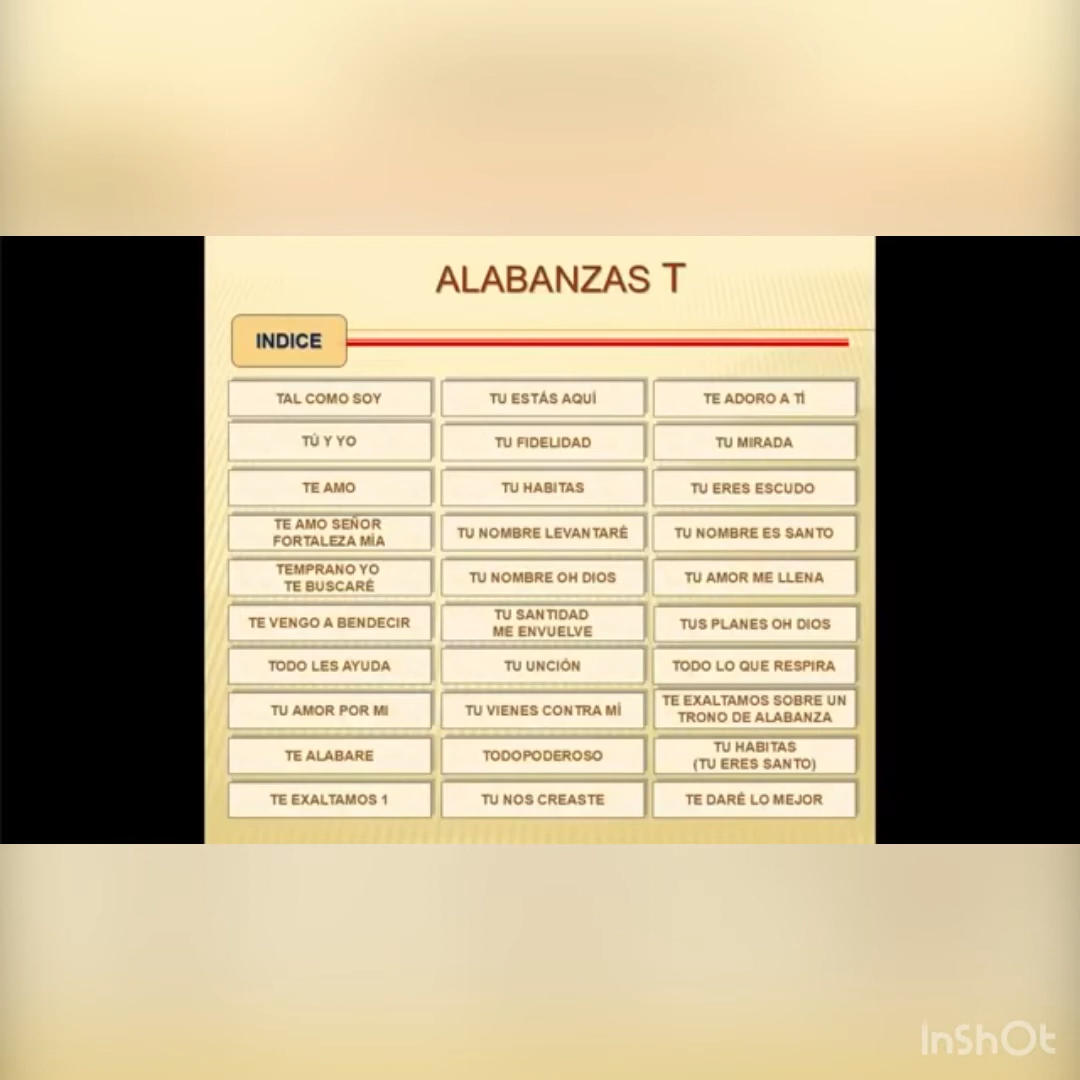 ALABANZAS T
INDICE
TAL COMO SOY
TU ESTÁS AQUÍ
TE ADORO A TÍ
TÚ Y YO
TU FIDELIDAD
TU MIRADA
TE AMO
TU HABITAS
TU ERES ESCUDO
TE AMO SEÑOR
FORTALEZA MÍA
TU NOMBRE LEVANTARÉ
TU NOMBRE ES SANTO
TEMPRANO YO
TE BUSCARÉ
TU NOMBRE OH DIOS
TU AMOR ME LLENA
TE VENGO A BENDECIR
TU SANTIDAD
ME ENVUELVE
TUS PLANES OH DIOS
TODO LES AYUDA
TU UNCIÓN
TODO LO QUE RESPIRA
TU AMOR POR MI
TU VIENES CONTRA MÍ
TE EXALTAMOS SOBRE UN
TRONO DE ALABANZA
TE ALABARE
TODOPODEROSO
TU HABITAS
(TU ERES SANTO)
TE EXALTAMOS 1
TU NOS CREASTE
TE DARÉ LO MEJOR
InShOt